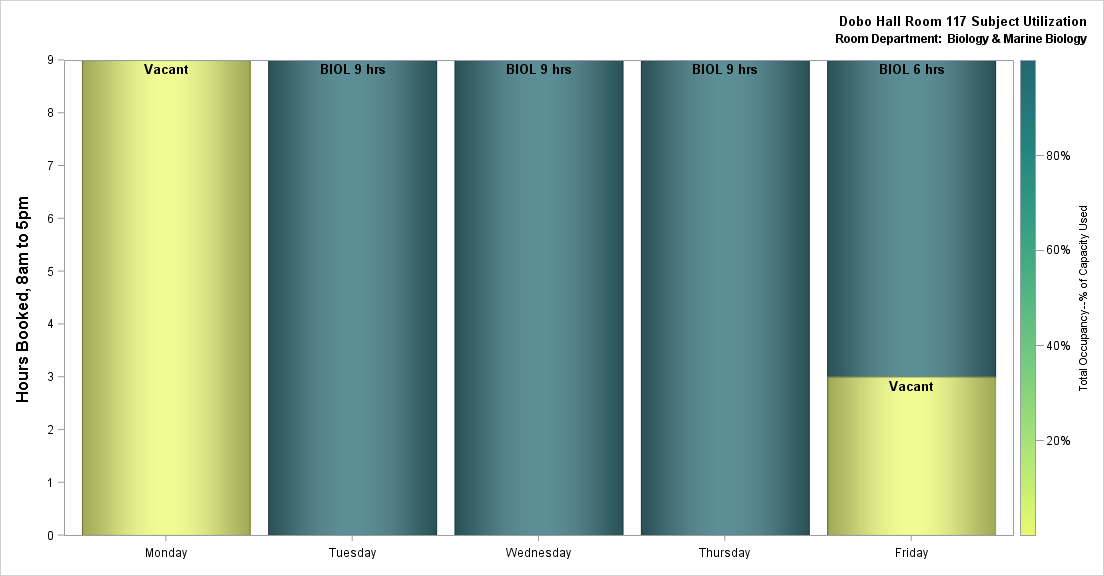 Dobo Hall Room 117 Subject Utilization
Room Department: Biology & Marine Biology
Hours Booked, 8am to 5pm
9
8
7
6
5
4
3
2
1
0
Vacant
BIOL 9 hrs
BIOL 9 hrs
BIOL 9 hrs
BIOL 6 hrs
Vacant
Monday
Tuesday
Wednesday
Thursday
Friday
80%
60%
40%
20%
Total Occupancy--% of Capacity Used